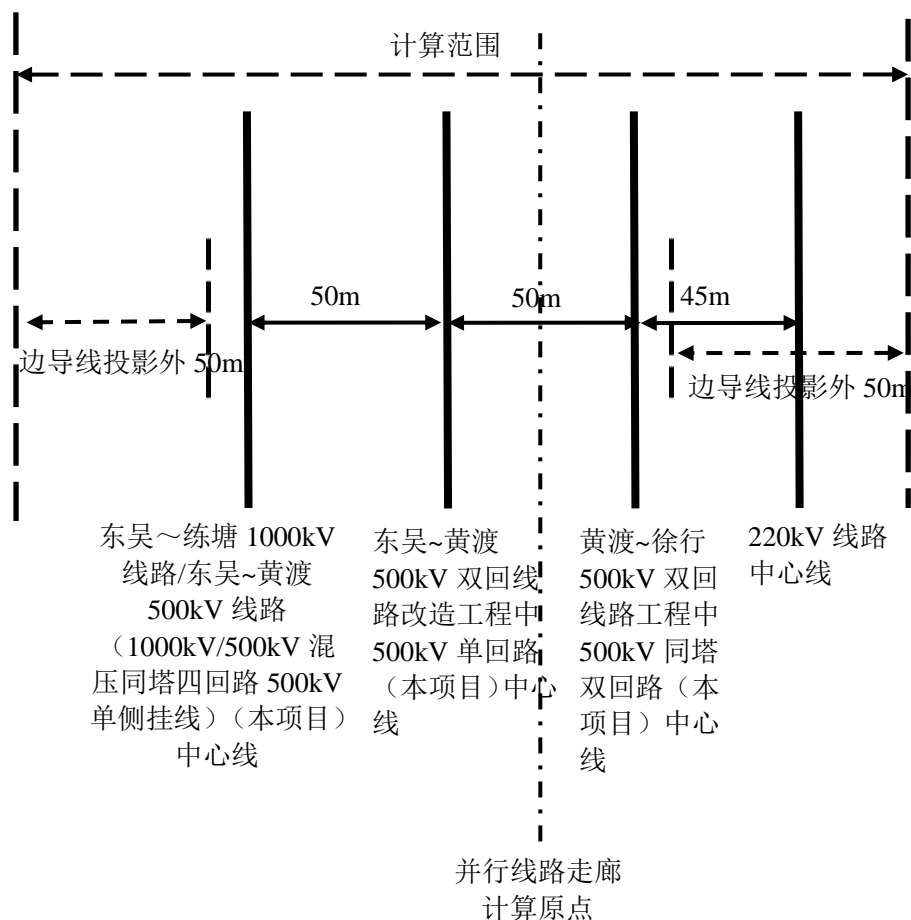 计算范围
50m
50m
45m
边导线投影外 50m
边导线投影外 50m
东吴～练塘 1000kV
线路/东吴~黄渡
500kV 线路
（1000kV/500kV 混
压同塔四回路 500kV
单侧挂线）（本项目）
中心线
东吴~黄渡
500kV 双回线
路改造工程中
500kV 单回路
（本项目）中心
线
黄渡~徐行
500kV 双回
线路工程中
500kV 同塔
双回路（本
项目）中心
线
220kV 线路
中心线
并行线路走廊
计算原点